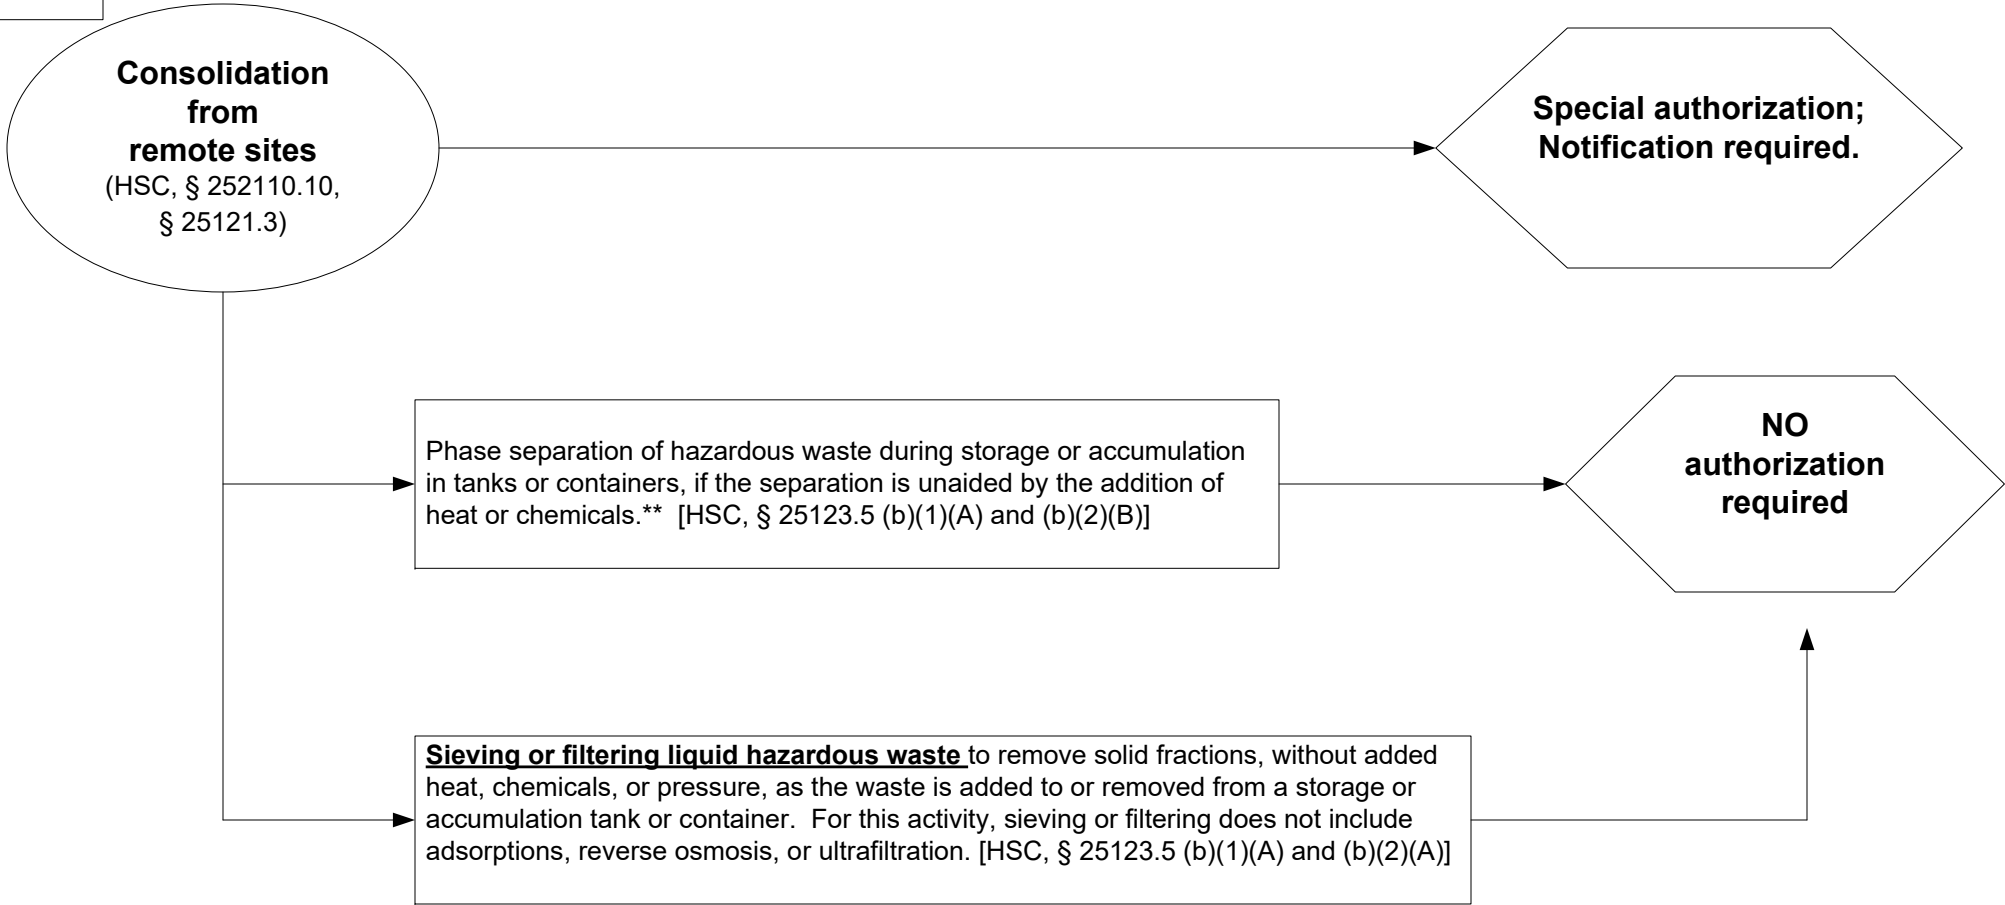 Consolidation
from
remote sites
(HSC, § 252110.10,
§ 25121.3)
Special authorization;
Notification required.
Phase separation of hazardous waste during storage or accumulation
in tanks or containers, if the separation is unaided by the addition of
heat or chemicals.**  [HSC, § 25123.5 (b)(1)(A) and (b)(2)(B)]
NO
authorization
required
Sieving or filtering liquid hazardous waste to remove solid fractions, without added
heat, chemicals, or pressure, as the waste is added to or removed from a storage or
accumulation tank or container.  For this activity, sieving or filtering does not include
adsorptions, reverse osmosis, or ultrafiltration. [HSC, § 25123.5 (b)(1)(A) and (b)(2)(A)]